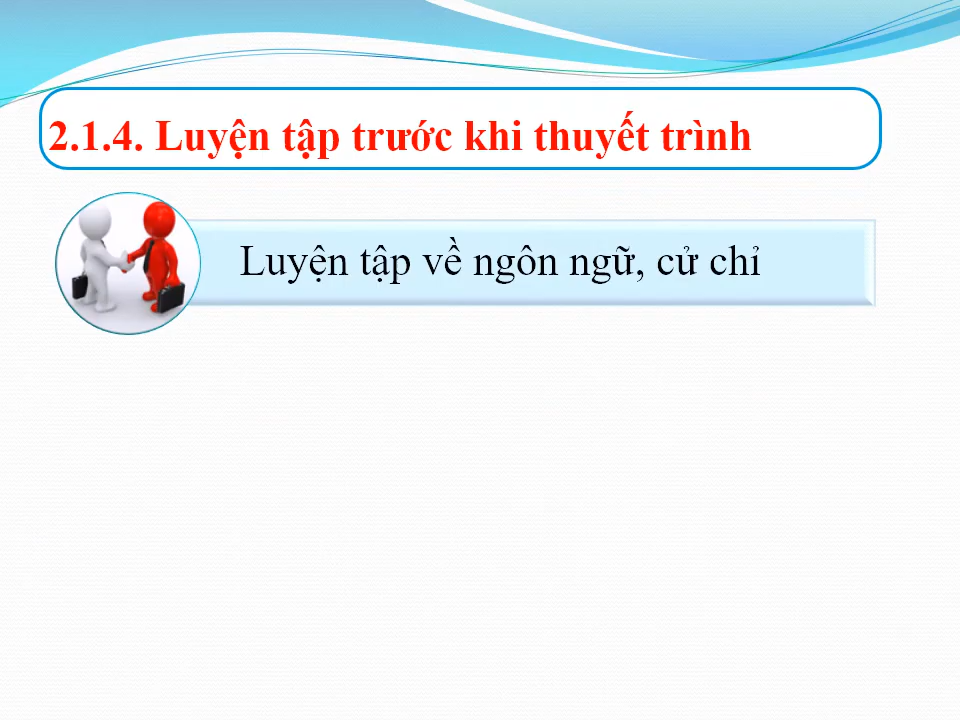 2.1.4. Luyện tập trước khi thuyết trình
Luyện tập về ngôn ngữ, cử chỉ